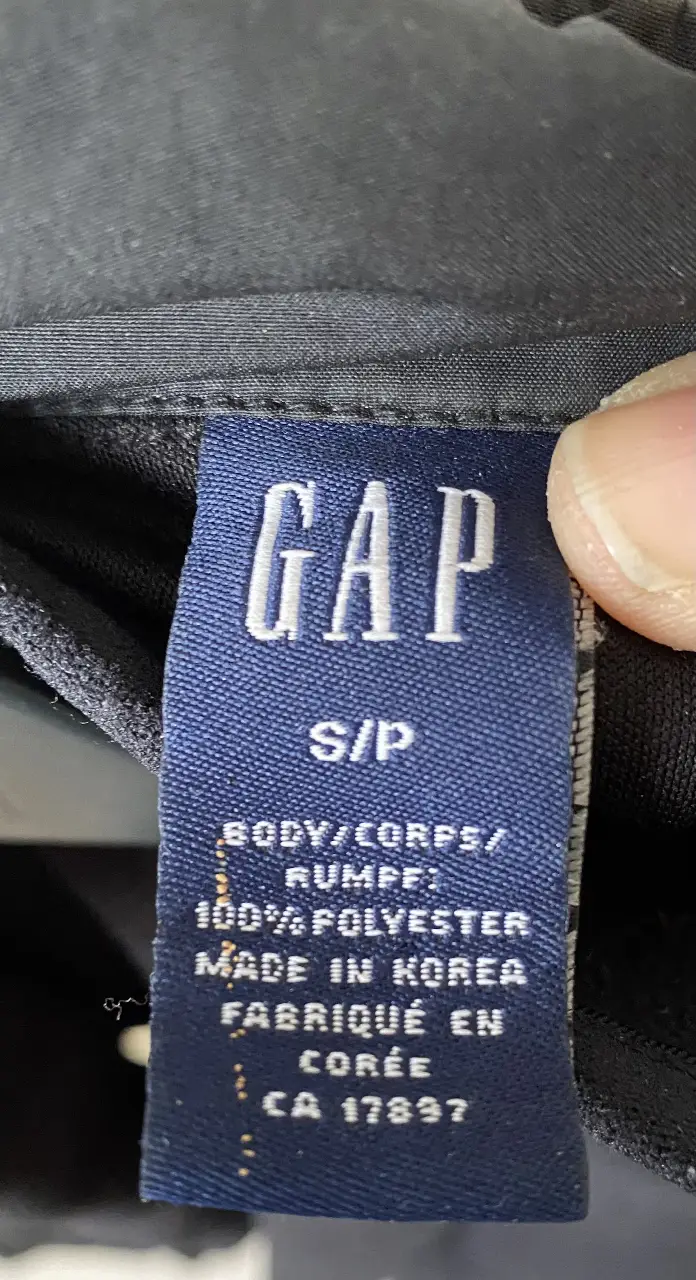 GAP
S/P
BODY/CORPS/
RUMPF:
100% POLYESTER
MADE IN KOREA
FABRIQUÉ EN
CORÉE
CA 17897